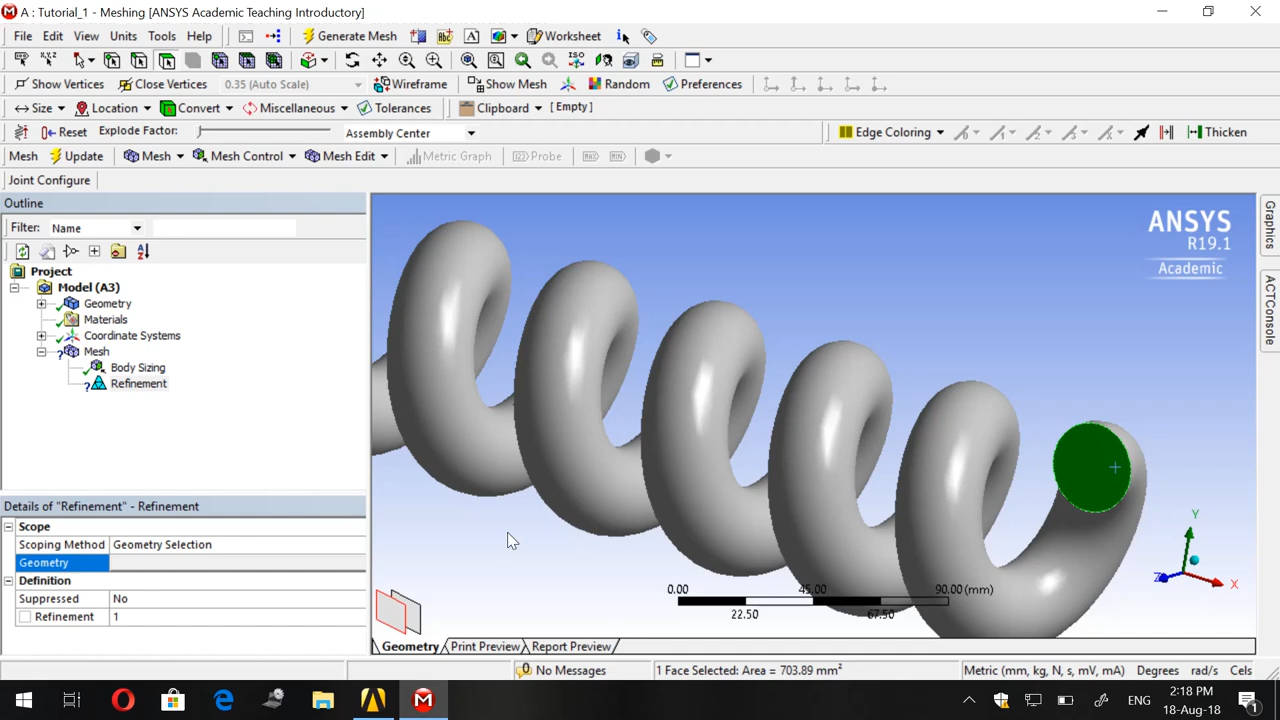 A : Tutorial_1 - Meshing [ANSYS Academic Teaching Introductory]
File Edit View Units Tools Help Generate Mesh Worksheet
Show Vertices Close Vertices 0.35 (Auto Scale) Wireframe Show Mesh Random Preferences
Size Location Convert Miscellaneous Tolerances Clipboard [Empty]
Reset Explode Factor: Assembly Center Edge Coloring Thicken
Mesh Update Mesh Mesh Control Mesh Edit Metric Graph Probe MAX MIN
Joint Configure
Outline
Filter: Name
Project
Model (A3)
Geometry
Materials
Coordinate Systems
Mesh
Body Sizing
Refinement
Details of "Refinement" - Refinement
Scope
Scoping Method Geometry Selection
Geometry
Definition
Suppressed No
Refinement 1
ANSYS
R19.1
Academic
Graphics
ACTConsole
Y
Z X
0.00 45.00 90.00 (mm)
22.50 67.50
Geometry Print Preview Report Preview
0 No Messages 1 Face Selected: Area = 703.89 mm² Metric (mm, kg, N, s, mV, mA) Degrees rad/s Cels
ENG 2:18 PM
18-Aug-18 1